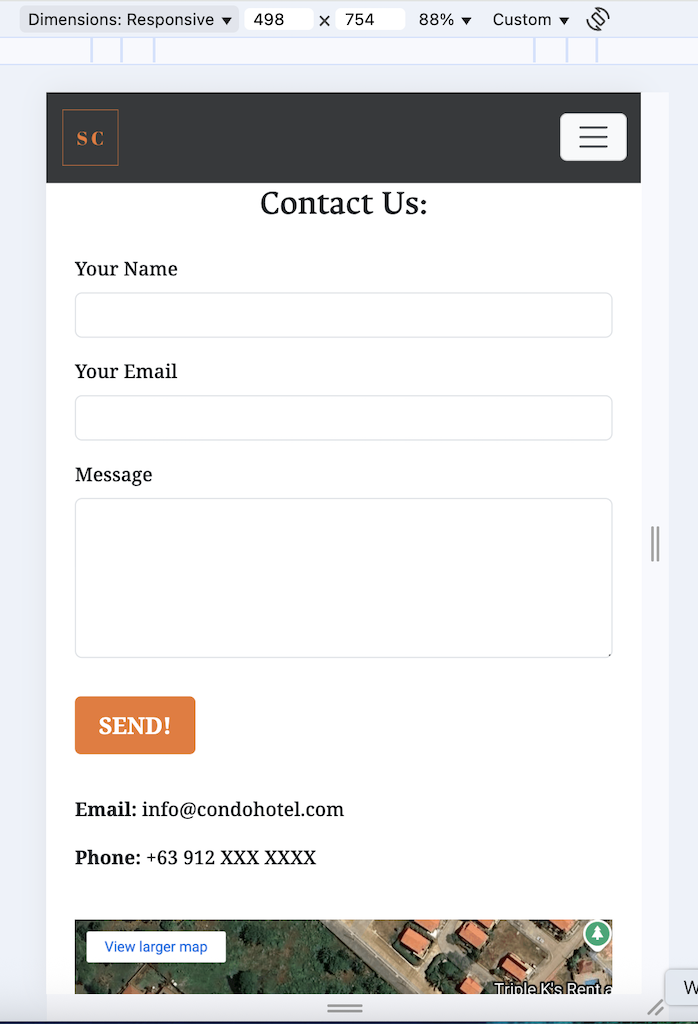 Dimensions: Responsive ▼ 498 × 754 88% ▼ Custom ▼
S C
Contact Us:
Your Name
Your Email
Message
SEND!
Email: info@condohotel.com
Phone: +63 912 XXX XXXX
View larger map
Triple K's Rent a
W